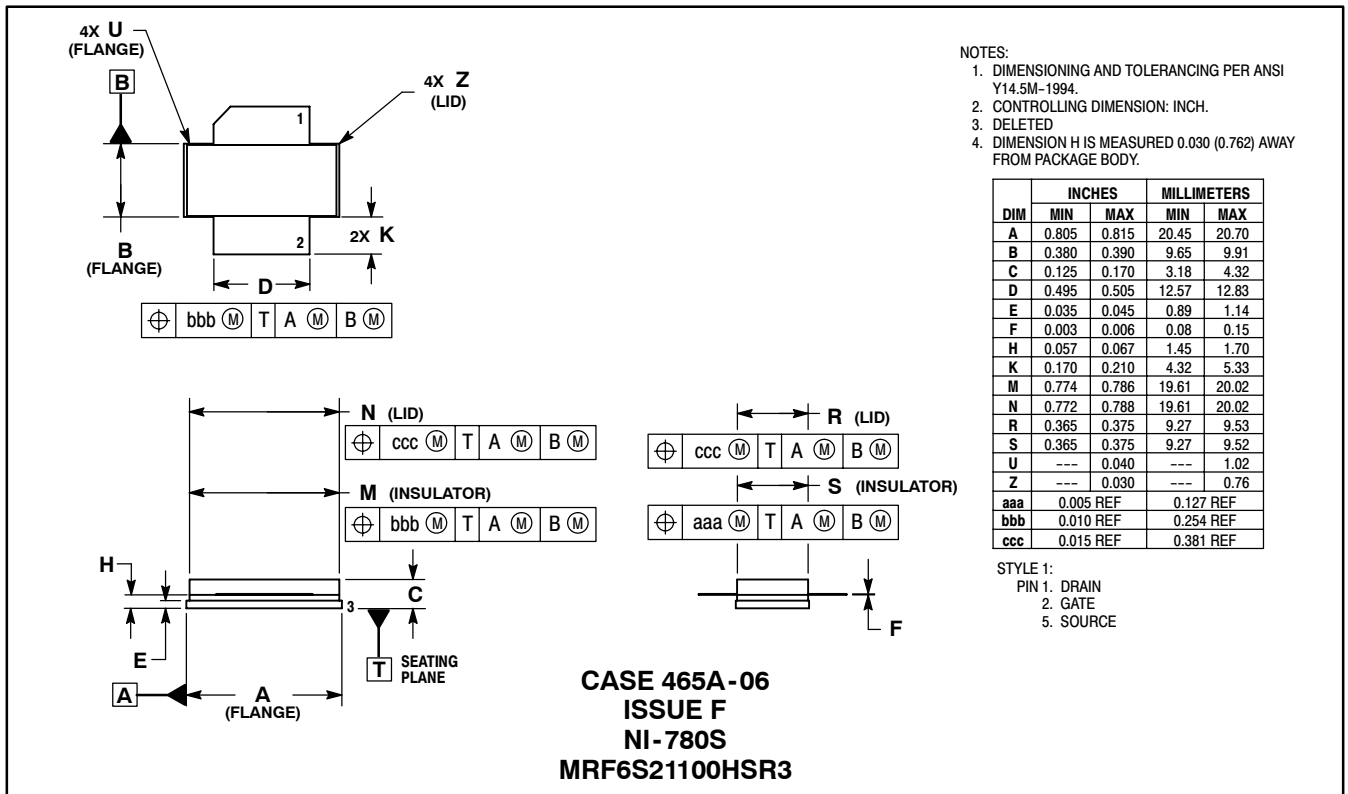 4X U
(FLANGE)
B
4X Z
(LID)
1
B
(FLANGE)
2X K
2
D
⌖ bbb Ⓜ T A Ⓜ B Ⓜ
N (LID)
⌖ ccc Ⓜ T A Ⓜ B Ⓜ
M (INSULATOR)
⌖ bbb Ⓜ T A Ⓜ B Ⓜ
H
C
3
E
T SEATING
PLANE
A
A
(FLANGE)
R (LID)
⌖ ccc Ⓜ T A Ⓜ B Ⓜ
S (INSULATOR)
⌖ aaa Ⓜ T A Ⓜ B Ⓜ
F
NOTES:
1. DIMENSIONING AND TOLERANCING PER ANSI
Y14.5M-1994.
2. CONTROLLING DIMENSION: INCH.
3. DELETED
4. DIMENSION H IS MEASURED 0.030 (0.762) AWAY
FROM PACKAGE BODY.
INCHES MILLIMETERS
DIM MIN MAX MIN MAX
A 0.805 0.815 20.45 20.70
B 0.380 0.390 9.65 9.91
C 0.125 0.170 3.18 4.32
D 0.495 0.505 12.57 12.83
E 0.035 0.045 0.89 1.14
F 0.003 0.006 0.08 0.15
H 0.057 0.067 1.45 1.70
K 0.170 0.210 4.32 5.33
M 0.774 0.786 19.61 20.02
N 0.772 0.788 19.61 20.02
R 0.365 0.375 9.27 9.53
S 0.365 0.375 9.27 9.52
U --- 0.040 --- 1.02
Z --- 0.030 --- 0.76
aaa 0.005 REF 0.127 REF
bbb 0.010 REF 0.254 REF
ccc 0.015 REF 0.381 REF
STYLE 1:
PIN 1. DRAIN
2. GATE
5. SOURCE
CASE 465A-06
ISSUE F
NI-780S
MRF6S21100HSR3